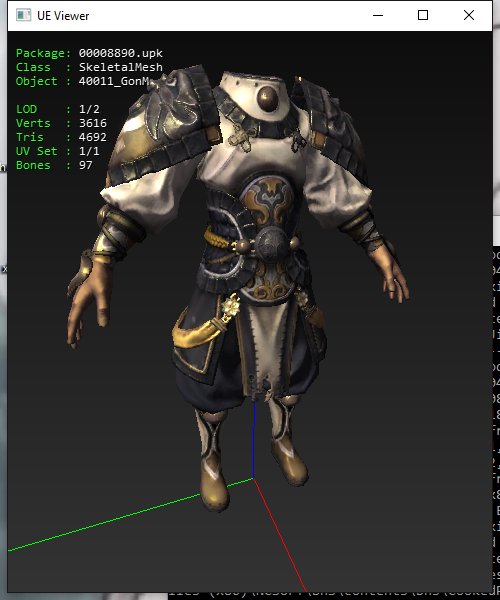 UE Viewer
Package: 00008890.upk
Class : SkeletalMesh
Object : 40011_GonM
LOD : 1/2
Verts : 3616
Tris : 4692
UV Set : 1/1
Bones : 97